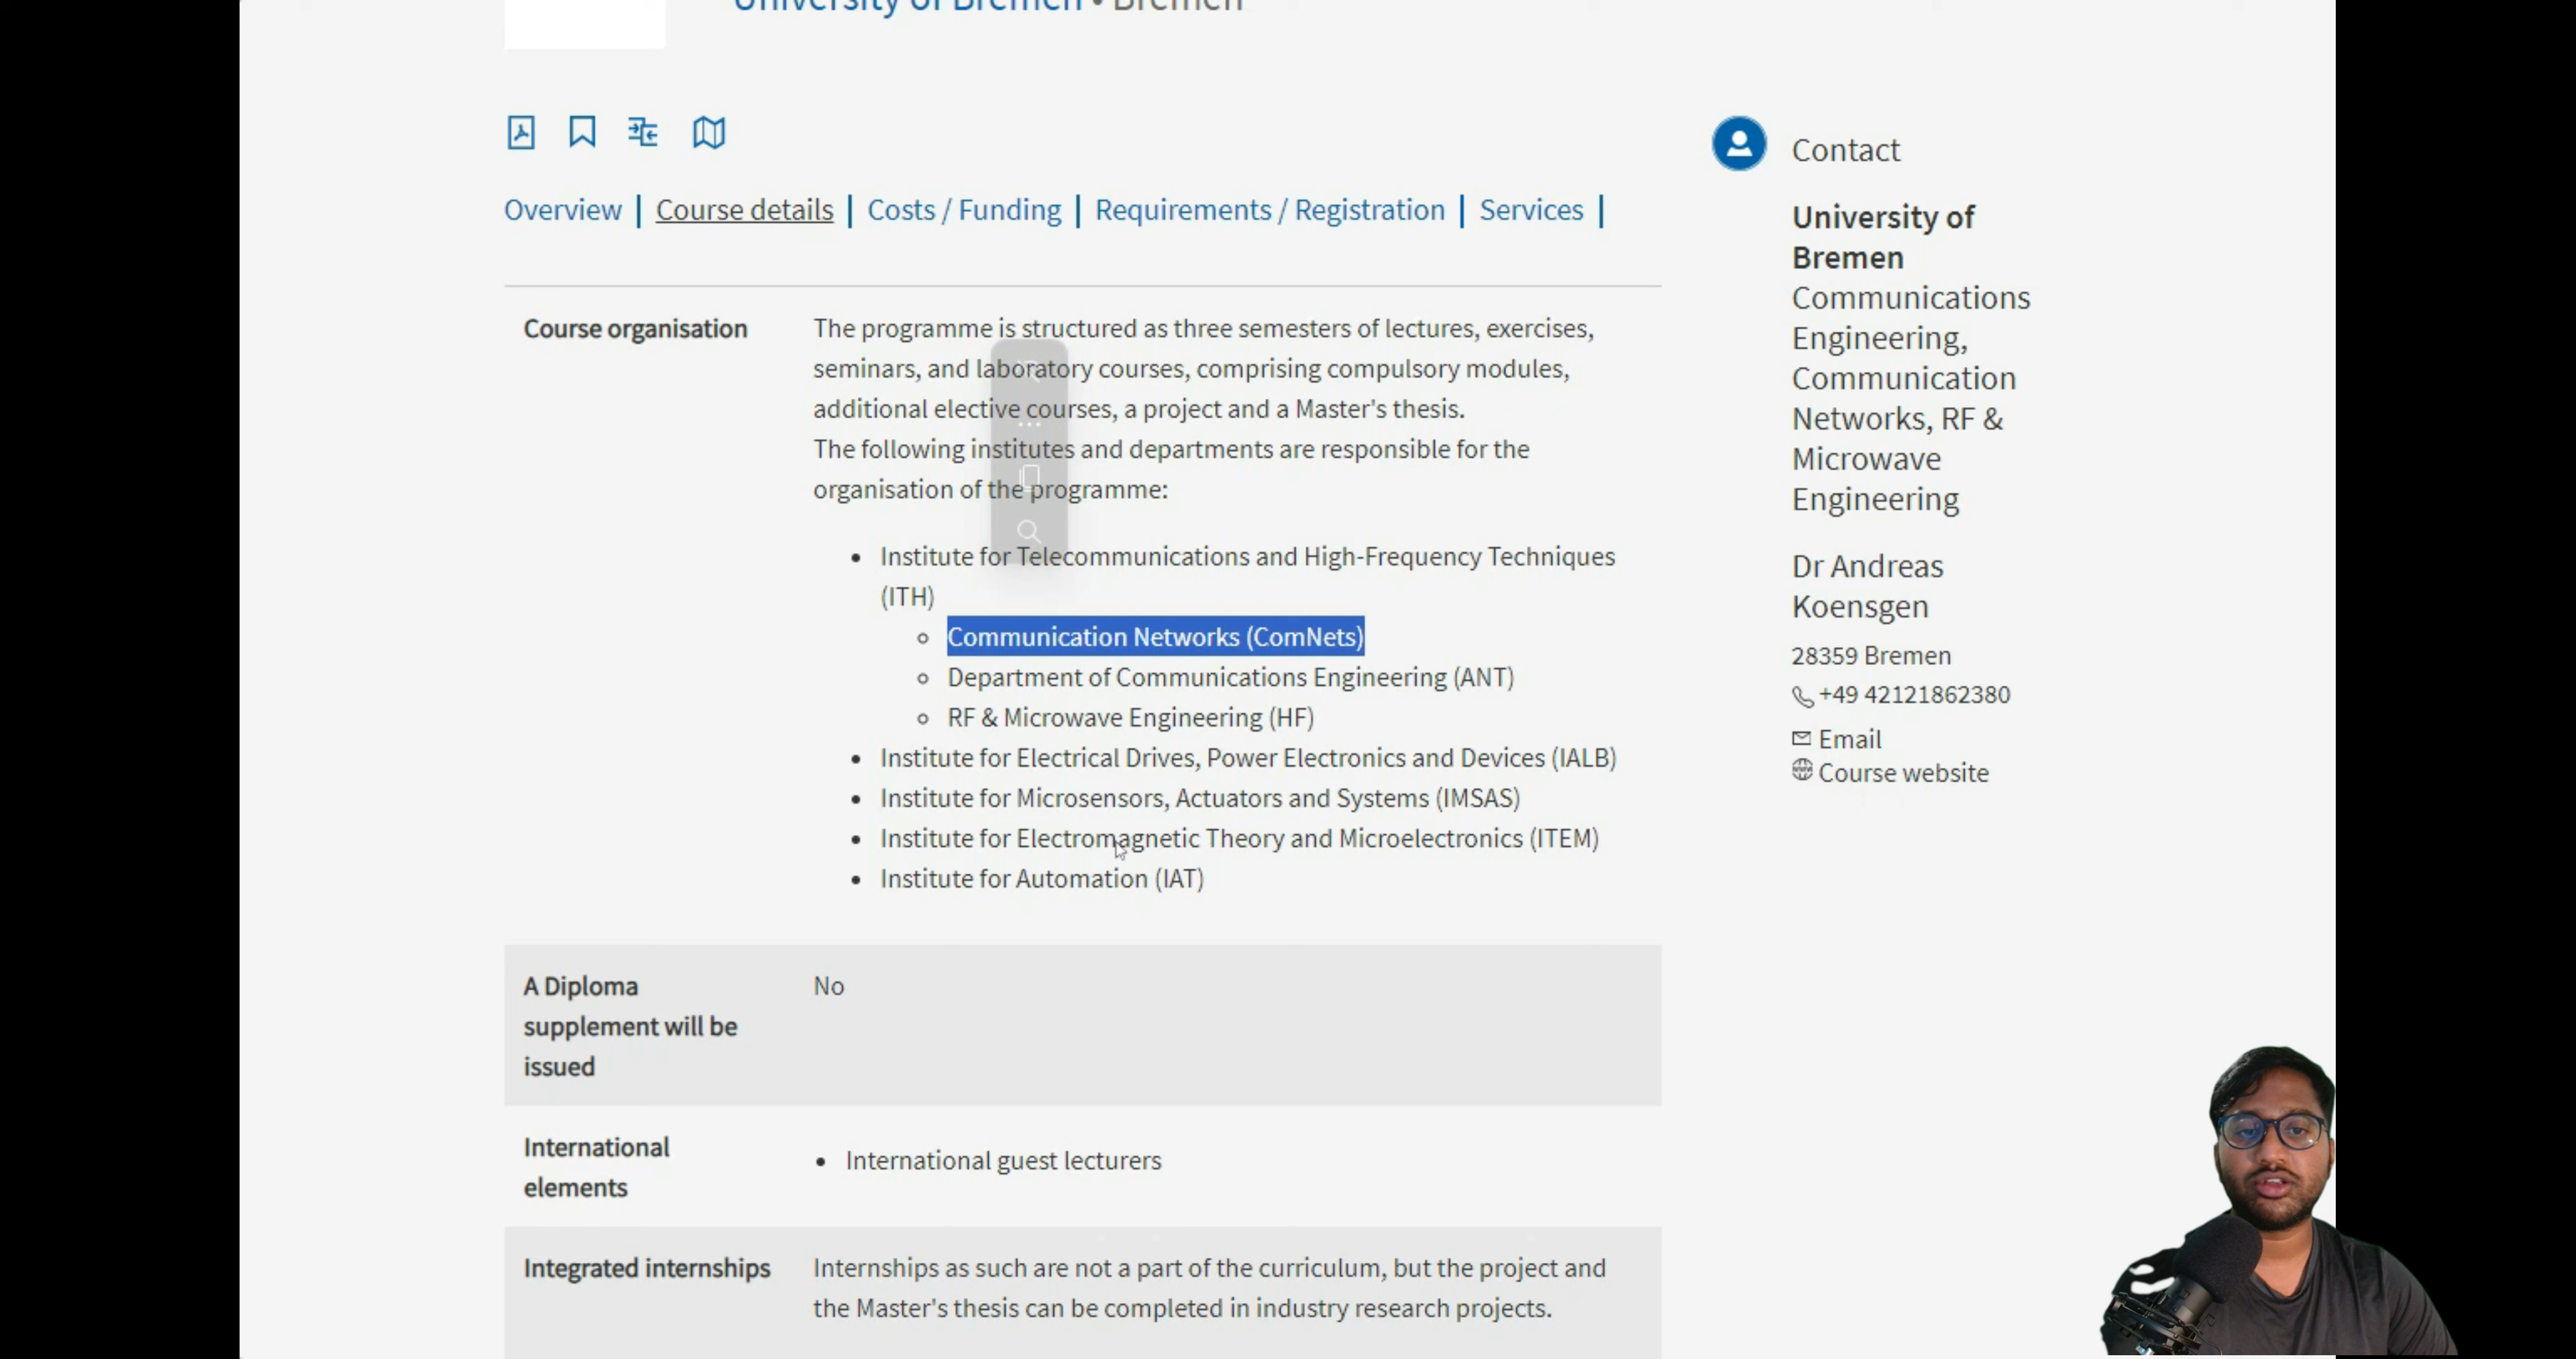 University of Bremen • Bremen
Overview | Course details | Costs / Funding | Requirements / Registration | Services |
Course organisation
The programme is structured as three semesters of lectures, exercises,
seminars, and laboratory courses, comprising compulsory modules,
additional elective courses, a project and a Master's thesis.
The following institutes and departments are responsible for the
organisation of the programme:
• Institute for Telecommunications and High-Frequency Techniques
(ITH)
○ Communication Networks (ComNets)
○ Department of Communications Engineering (ANT)
○ RF & Microwave Engineering (HF)
• Institute for Electrical Drives, Power Electronics and Devices (IALB)
• Institute for Microsensors, Actuators and Systems (IMSAS)
• Institute for Electromagnetic Theory and Microelectronics (ITEM)
• Institute for Automation (IAT)
A Diploma
supplement will be
issued
No
International
elements
• International guest lecturers
Integrated internships
Internships as such are not a part of the curriculum, but the project and
the Master's thesis can be completed in industry research projects.
Contact
University of
Bremen
Communications
Engineering,
Communication
Networks, RF &
Microwave
Engineering
Dr Andreas
Koensgen
28359 Bremen
+49 42121862380
Email
Course website